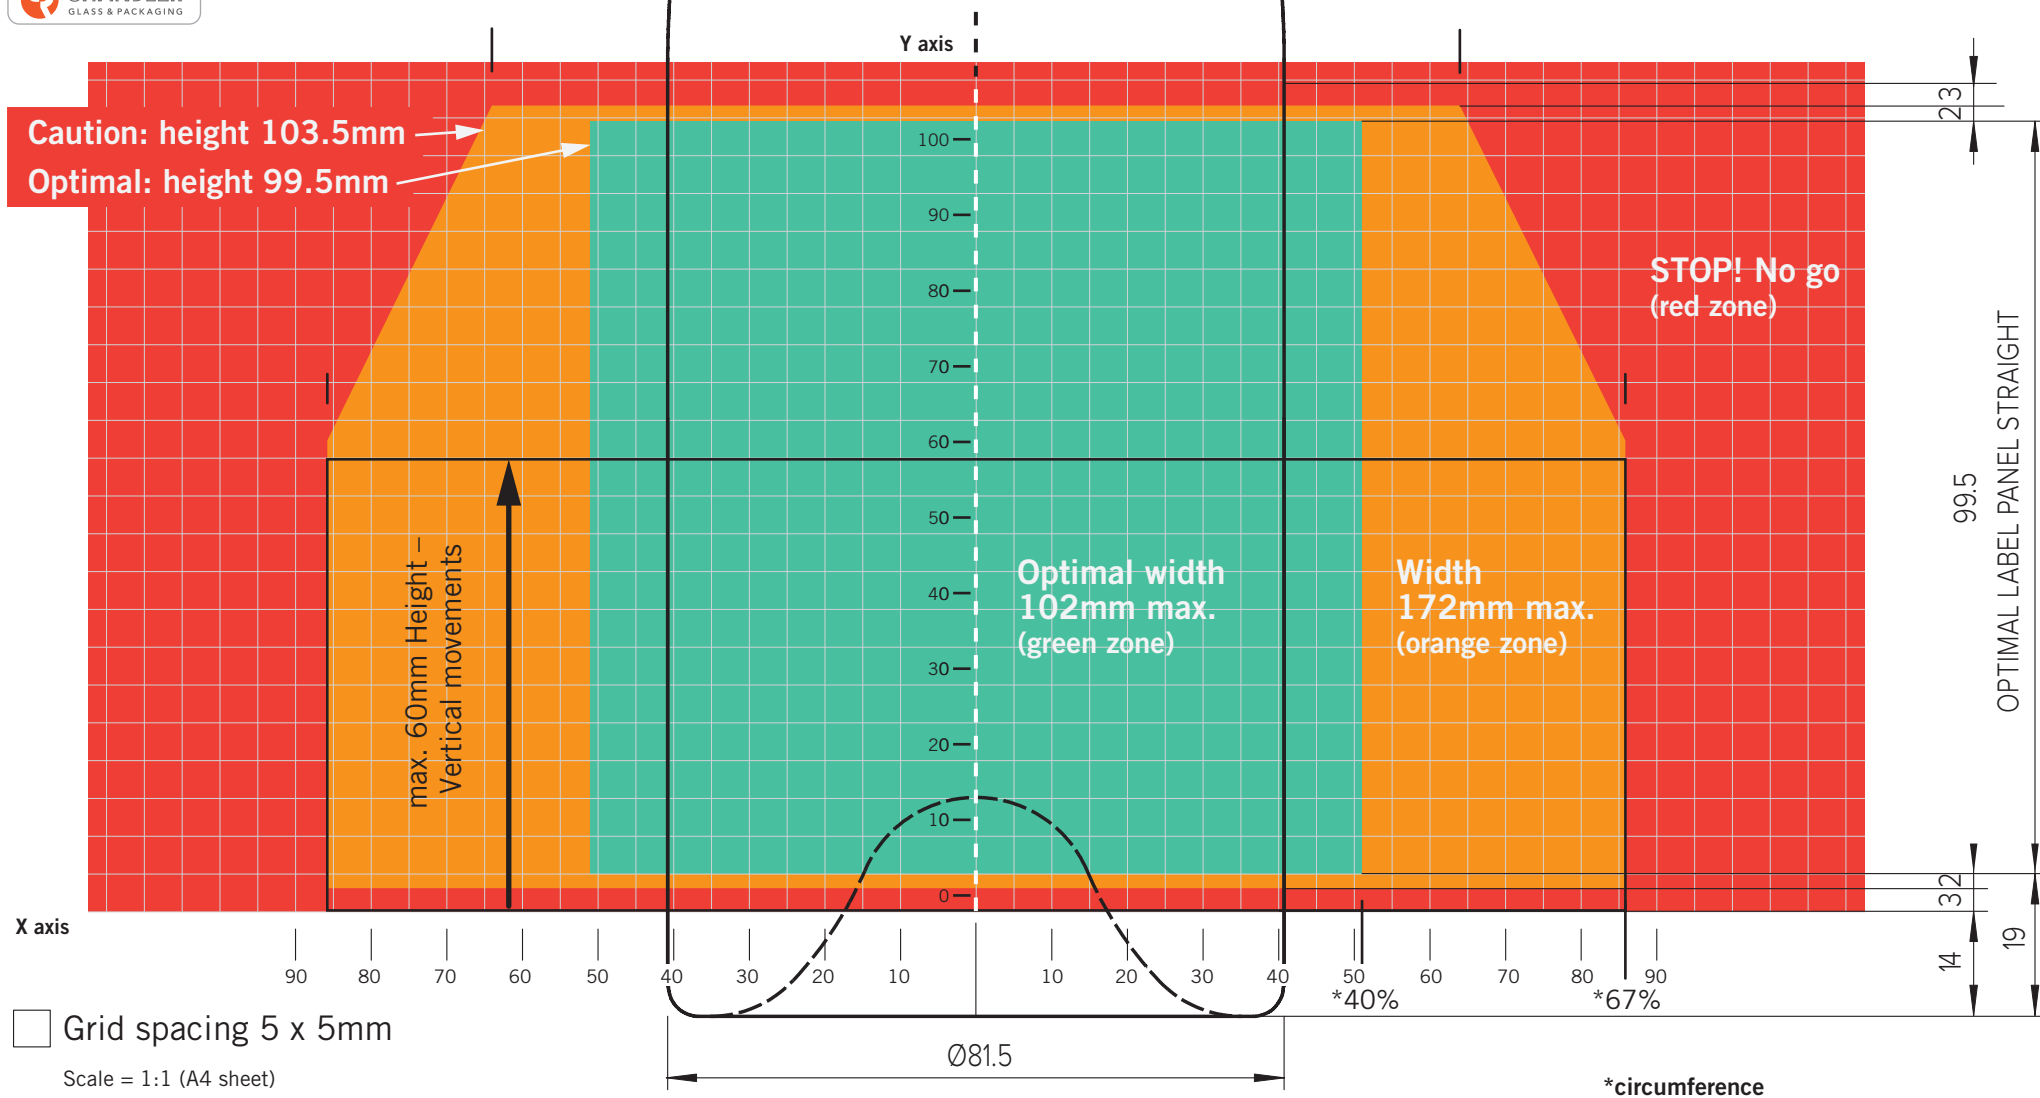 GLASS & PACKAGING
Y axis
Caution: height 103.5mm
Optimal: height 99.5mm
STOP! No go
(red zone)
100
90
80
70
60
50
40
30
20
10
0
max. 60mm Height –
Vertical movements
Optimal width
102mm max.
(green zone)
Width
172mm max.
(orange zone)
3
2
99.5
OPTIMAL LABEL PANEL STRAIGHT
2
3
14
19
X axis
90 80 70 60 50 40 30 20 10 10 20 30 40 50 60 70 80 90
*40% *67%
Grid spacing 5 x 5mm
Scale = 1:1 (A4 sheet)
Ø81.5
*circumference